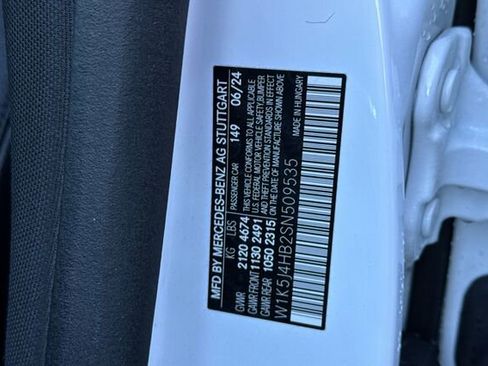 MFD. BY MERCEDES-BENZ AG STUTTGART
PASSENGER CAR 149 06/24
KG LBS
GVWR 2120 4674
GAWR FRONT 1130 2491
GAWR REAR 1050 2315
THIS VEHICLE CONFORMS TO ALL APPLICABLE
U.S. FEDERAL MOTOR VEHICLE SAFETY, BUMPER
AND THEFT PREVENTION STANDARDS IN EFFECT
ON THE DATE OF MANUFACTURE SHOWN ABOVE
W1K5J4HB2SN509535
MADE IN HUNGARY